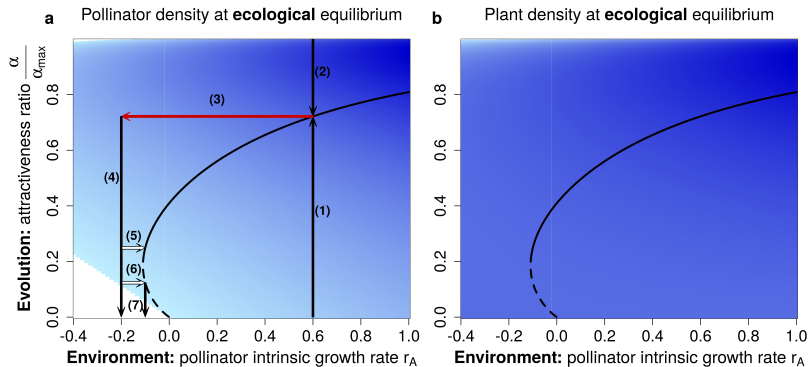 a Pollinator density at ecological equilibrium
b Plant density at ecological equilibrium
Evolution: attractiveness ratio α / αmax
0.0 0.2 0.4 0.6 0.8
(1)
(2)
(3)
(4)
(5)
(6)
(7)
-0.4 -0.2 0.0 0.2 0.4 0.6 0.8 1.0
Environment: pollinator intrinsic growth rate rA
0.0 0.2 0.4 0.6 0.8
-0.4 -0.2 0.0 0.2 0.4 0.6 0.8 1.0
Environment: pollinator intrinsic growth rate rA